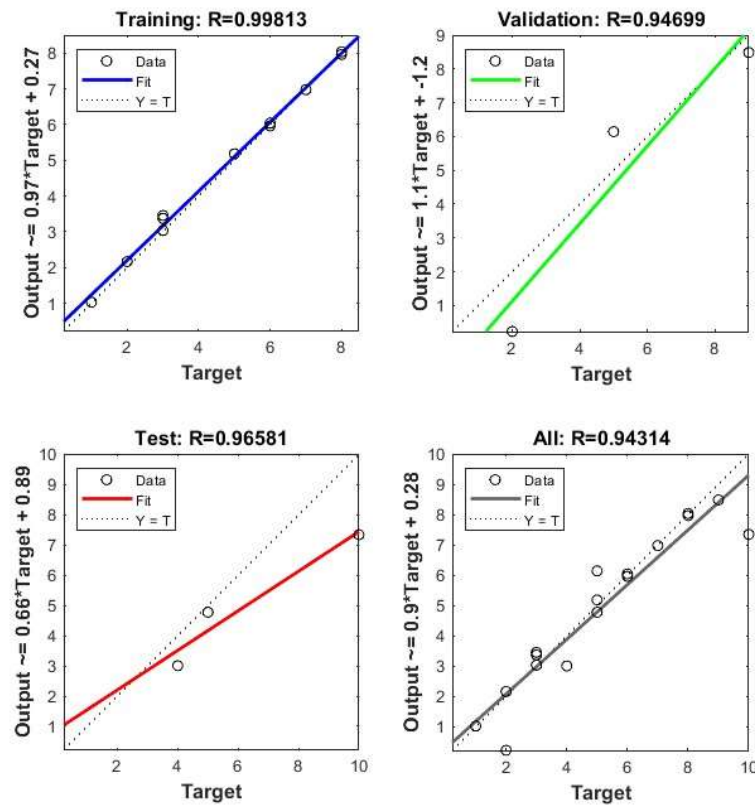 Training: R=0.99813
Output ~= 0.97*Target + 0.27
8
7
6
5
4
3
2
1
Data
Fit
Y = T
2
4
6
8
Target
Validation: R=0.94699
Output ~= 1.1*Target + -1.2
9
8
7
6
5
4
3
2
1
Data
Fit
Y = T
2
4
6
8
Target
Test: R=0.96581
Output ~= 0.66*Target + 0.89
10
9
8
7
6
5
4
3
2
1
Data
Fit
Y = T
2
4
6
8
10
Target
All: R=0.94314
Output ~= 0.9*Target + 0.28
10
9
8
7
6
5
4
3
2
1
Data
Fit
Y = T
2
4
6
8
10
Target